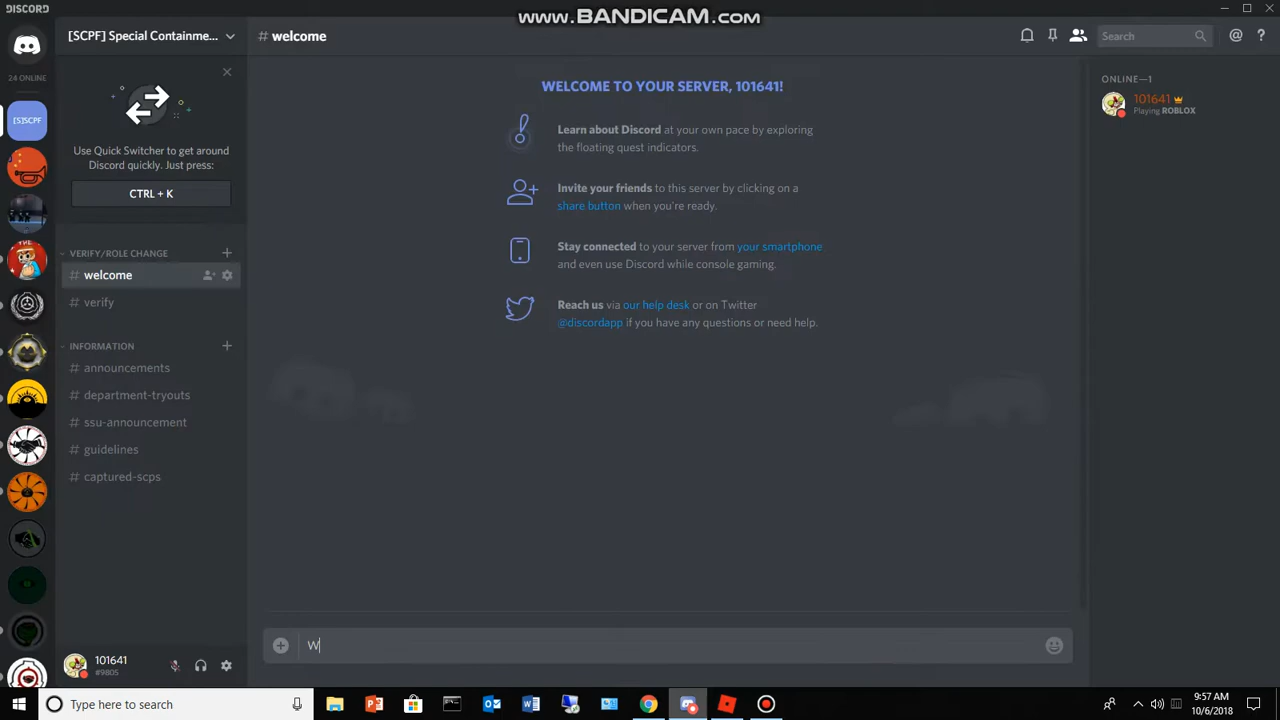 DISCORD
www.BANDICAM.com
[SCPF] Special Containme...
# welcome
Search
24 ONLINE
[S]SCPF
Use Quick Switcher to get around
Discord quickly. Just press:
CTRL + K
VERIFY/ROLE CHANGE
# welcome
# verify
INFORMATION
# announcements
# department-tryouts
# ssu-announcement
# guidelines
# captured-scps
101641
#9805
WELCOME TO YOUR SERVER, 101641!
Learn about Discord at your own pace by exploring
the floating quest indicators.
Invite your friends to this server by clicking on a
share button when you're ready.
Stay connected to your server from your smartphone
and even use Discord while console gaming.
Reach us via our help desk or on Twitter
@discordapp if you have any questions or need help.
W
ONLINE—1
101641
Playing ROBLOX
Type here to search
9:57 AM
10/6/2018